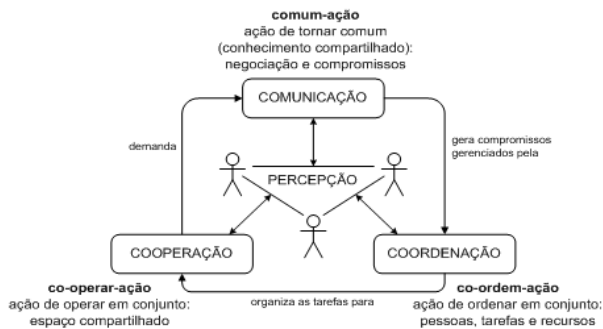 comum-ação
ação de tornar comum
(conhecimento compartilhado):
negociação e compromissos
COMUNICAÇÃO
demanda
gera compromissos
gerenciados pela
PERCEPÇÃO
COOPERAÇÃO
COORDENAÇÃO
co-operar-ação
ação de operar em conjunto:
espaço compartilhado
organiza as tarefas para
co-ordem-ação
ação de ordenar em conjunto:
pessoas, tarefas e recursos